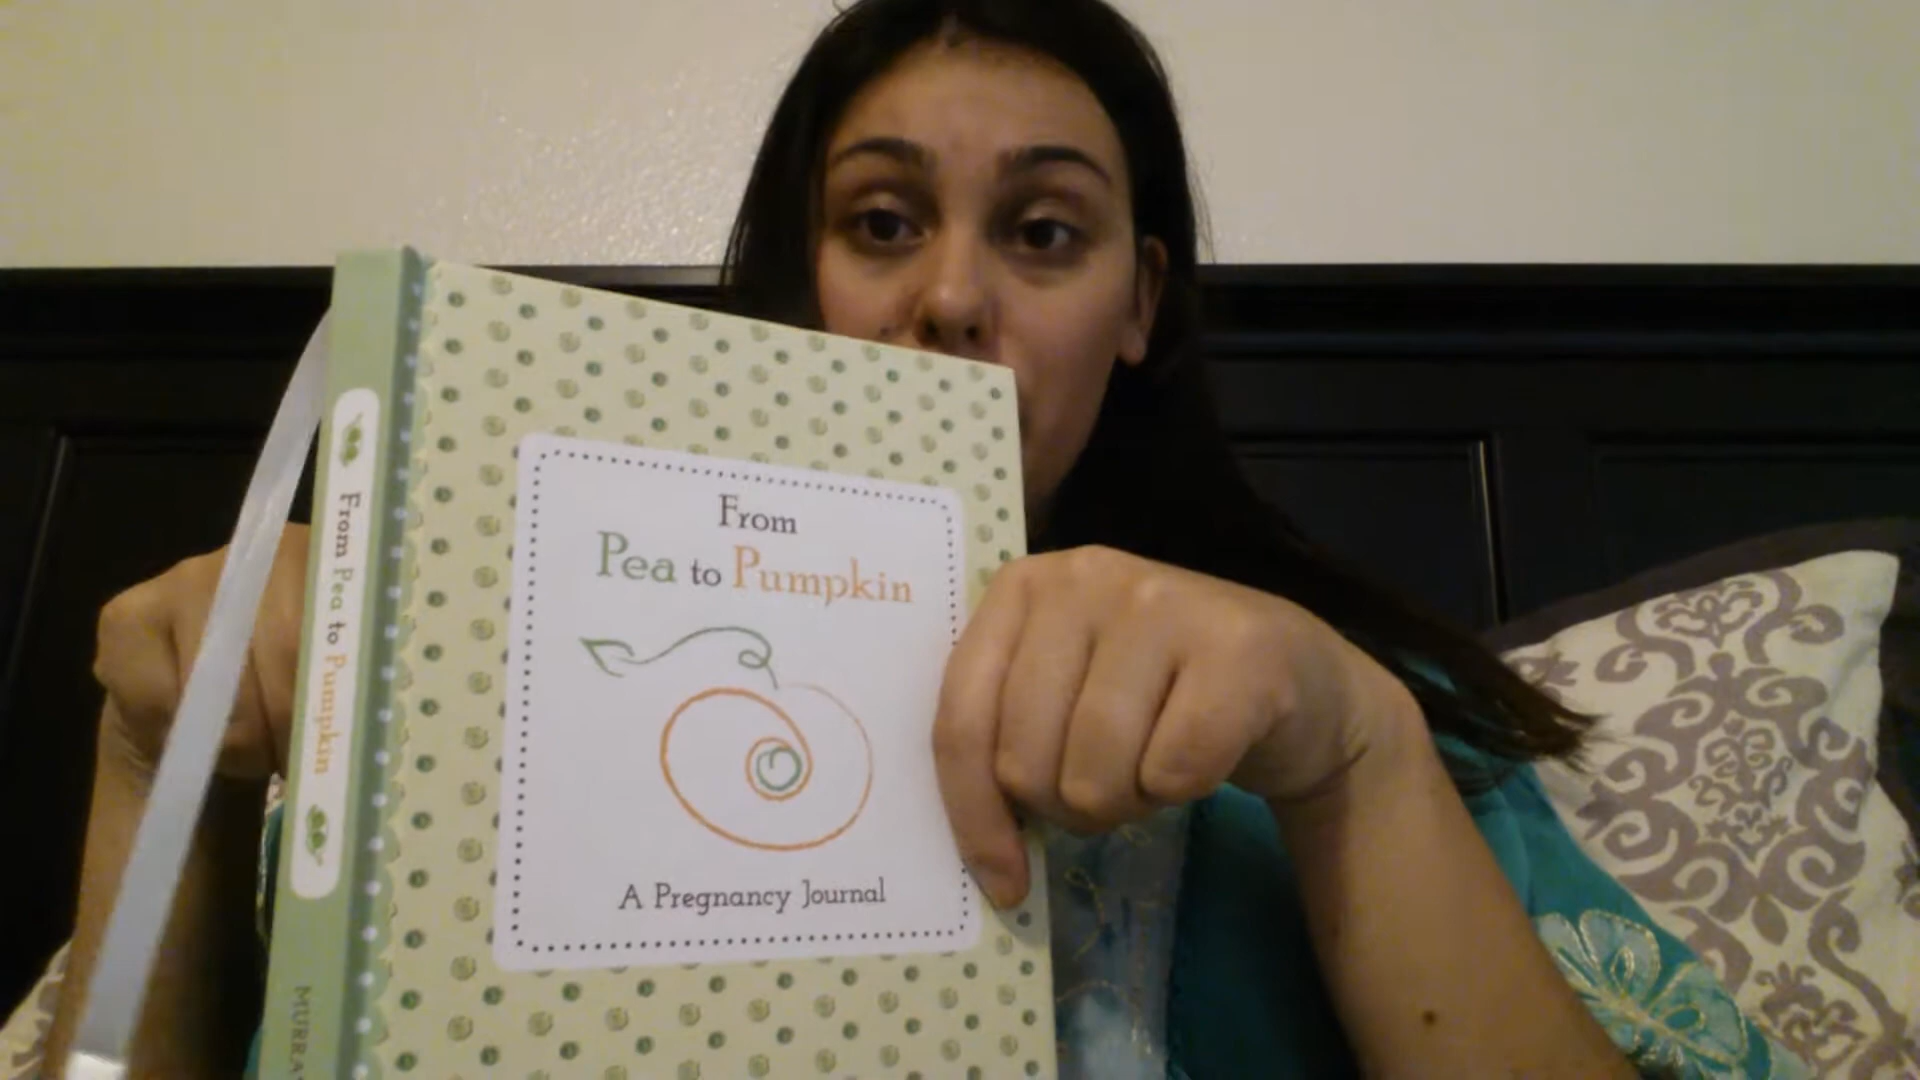 From
Pea to Pumpkin
A Pregnancy Journal
From Pea to Pumpkin